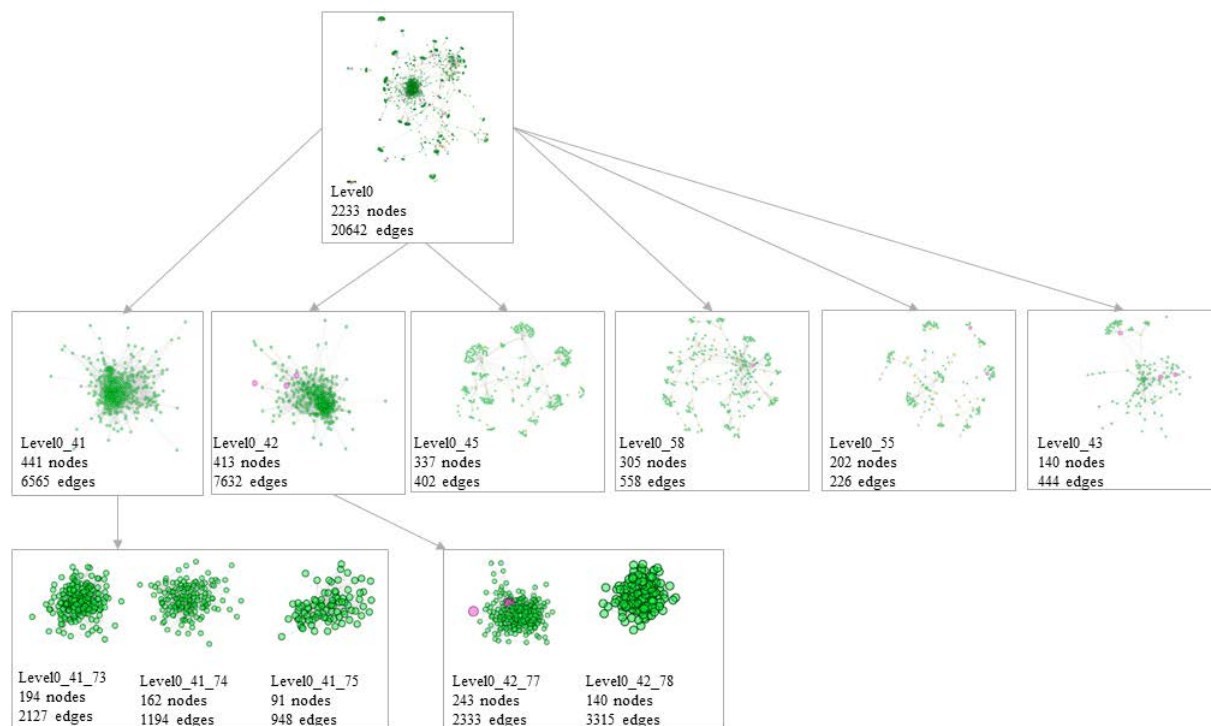 Level0
2233 nodes
20642 edges
Level0_41
441 nodes
6565 edges
Level0_42
413 nodes
7632 edges
Level0_45
337 nodes
402 edges
Level0_58
305 nodes
558 edges
Level0_55
202 nodes
226 edges
Level0_43
140 nodes
444 edges
Level0_41_73
194 nodes
2127 edges
Level0_41_74
162 nodes
1194 edges
Level0_41_75
91 nodes
948 edges
Level0_42_77
243 nodes
2333 edges
Level0_42_78
140 nodes
3315 edges